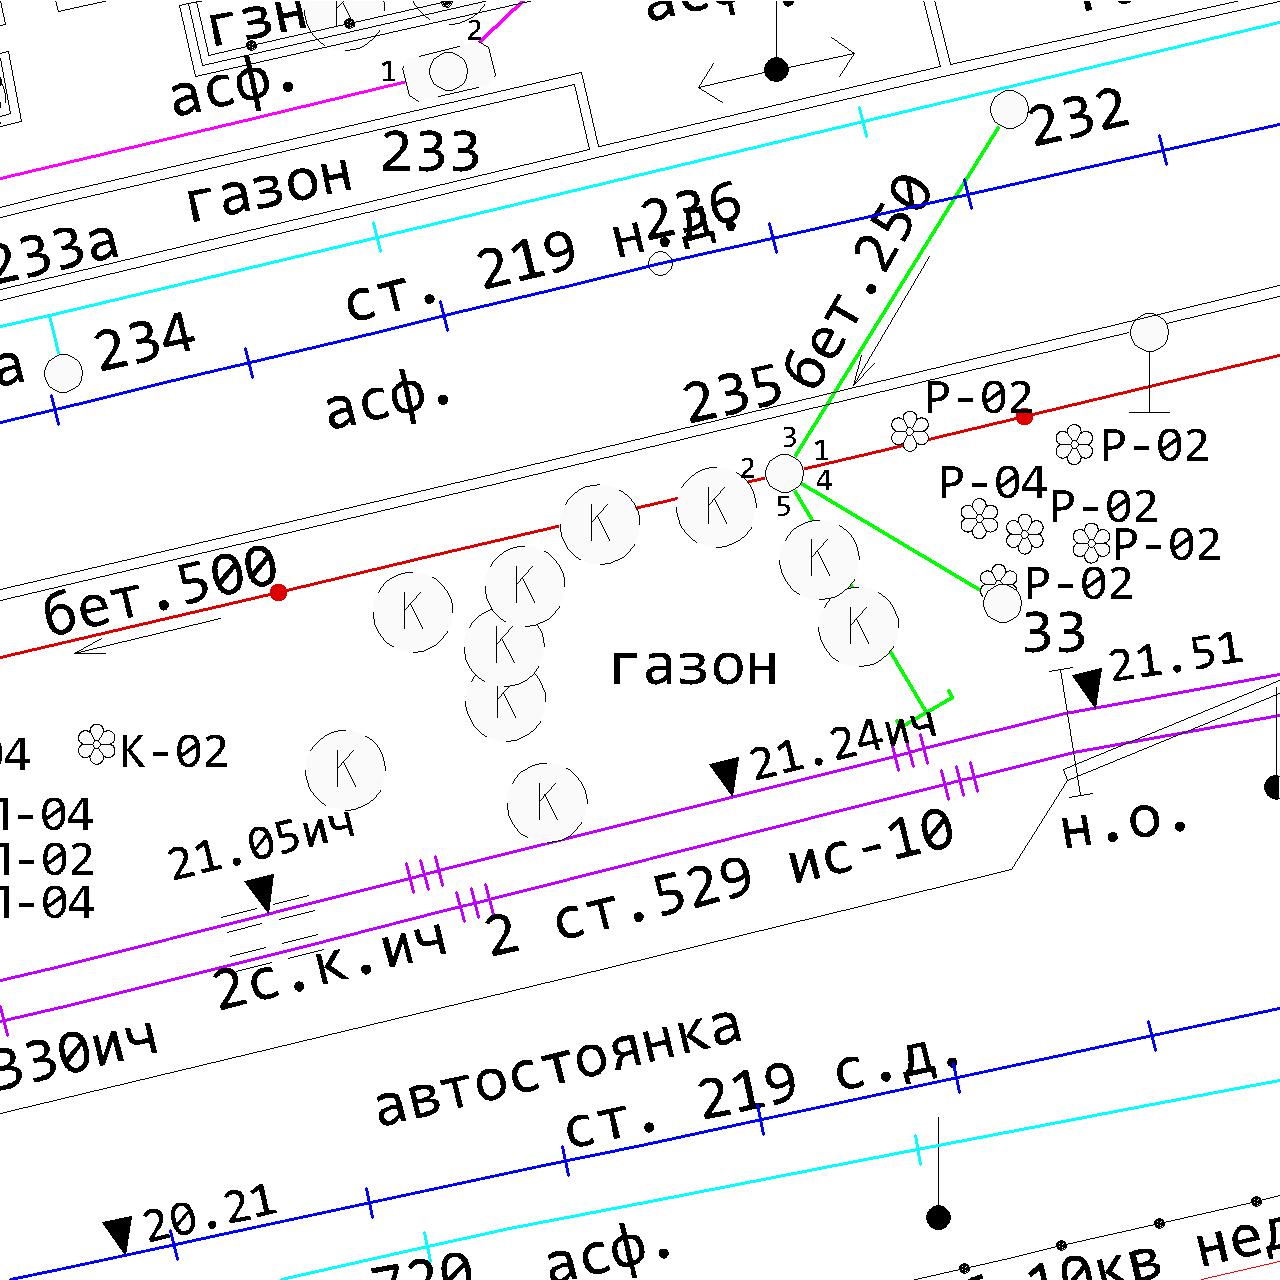 гзн
К
2
1
асф.
асф.
232
газон 233
236
233а
ст. 219 н.д.
бет.250
234
а
асф.
235
Р-02
3
1
Р-02
2
4
Р-04
5
Р-02
К
К
Р-02
К
К
бет.500
К
Р-02
К
К
33
газон
К
21.51
К-02
04
21.24ич
К
К
-04
21.05ич
н.о.
-02
-04
2с.к.ич 2 ст.529 ис-10
330ич
автостоянка
ст. 219 с.д.
20.21
720
асф.
10кв нед